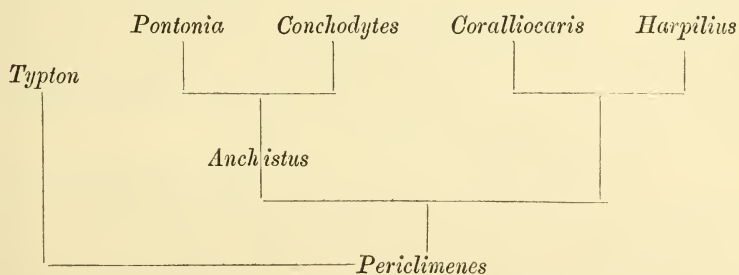 Pontonia Conchodytes Coralliocaris Harpilius
Typton
Anchistus
Periclimenes